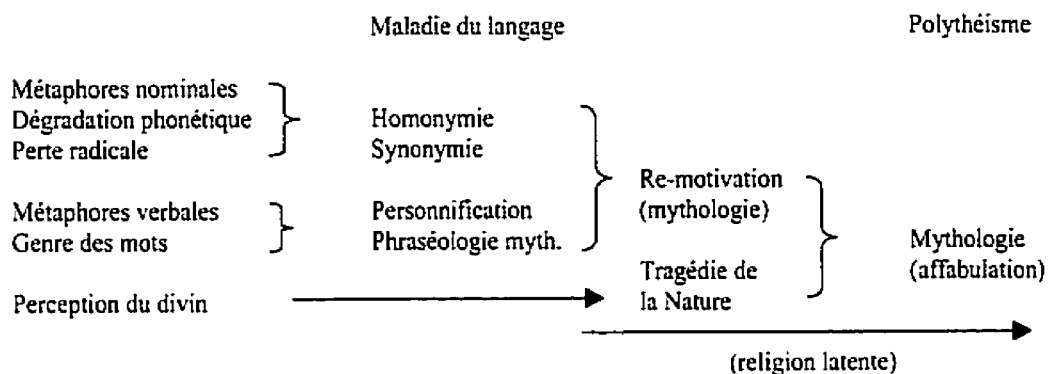 Maladie du langage
Polythéisme
Métaphores nominales
Dégradation phonétique
Perte radicale
Homonymie
Synonymie
Métaphores verbales
Genre des mots
Personnification
Phraséologie myth.
Re-motivation
(mythologie)
Mythologie
(affabulation)
Tragédie de
la Nature
Perception du divin
(religion latente)